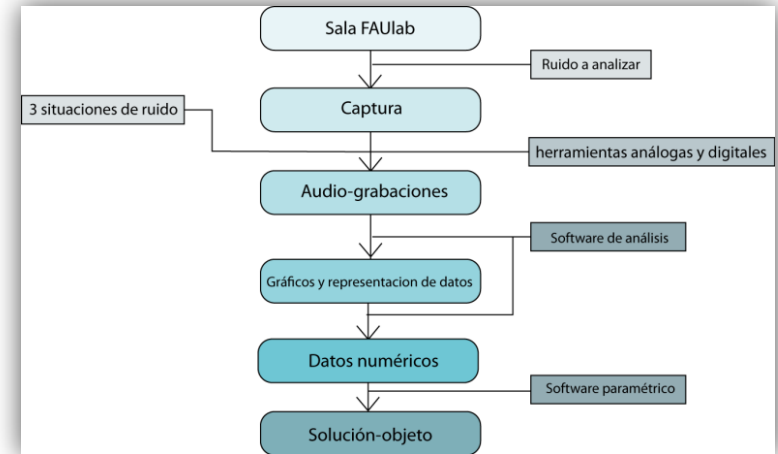 Sala FAUlab
Ruido a analizar
3 situaciones de ruido
Captura
herramientas análogas y digitales
Audio-grabaciones
Software de análisis
Gráficos y representacion de datos
Datos numéricos
Software paramétrico
Solución-objeto